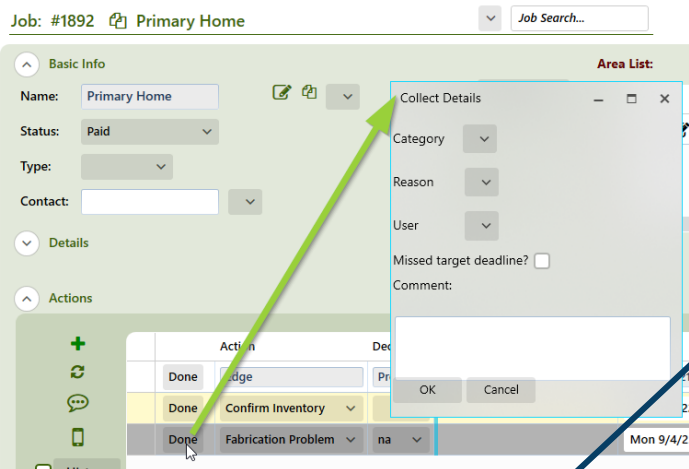 Job: #1892 Primary Home
Job Search...
Basic Info
Area List:
Name: Primary Home
Status: Paid
Type:
Contact:
Details
Actions
Collect Details
Category
Reason
User
Missed target deadline?
Comment:
OK Cancel
Action
Done Edge
Done Confirm Inventory
Done Fabrication Problem na Mon 9/4/2